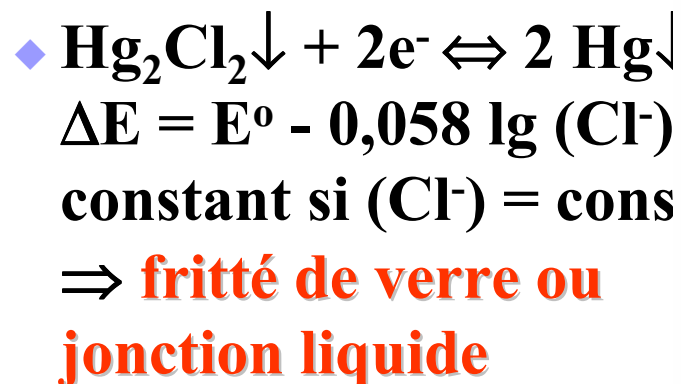 Hg₂Cl₂↓ + 2e⁻ ⇔ 2 Hg↓
ΔE = Eº - 0,058 lg (Cl⁻)
constant si (Cl⁻) = cons
⇒ fritté de verre ou
jonction liquide